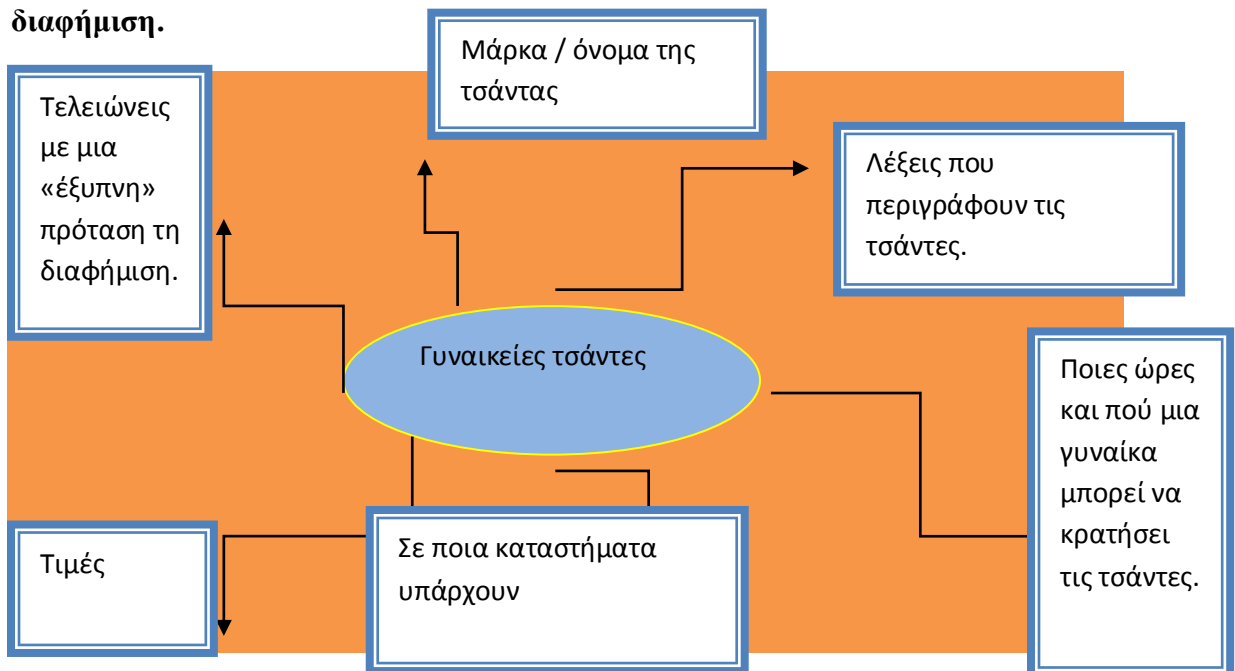 διαφήμιση.
Μάρκα / όνομα της
τσάντας
Τελειώνεις
με μια
«έξυπνη»
πρόταση τη
διαφήμιση.
Λέξεις που
περιγράφουν τις
τσάντες.
Γυναικείες τσάντες
Ποιες ώρες
και πού μια
γυναίκα
μπορεί να
κρατήσει
τις τσάντες.
Τιμές
Σε ποια καταστήματα
υπάρχουν